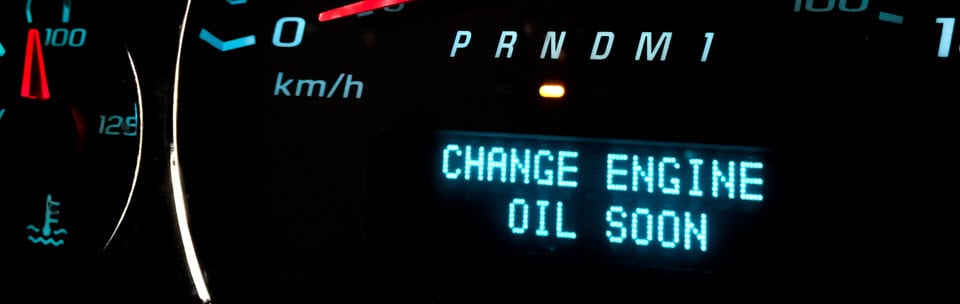 100
125
0
km/h
P R N D M 1
100
CHANGE ENGINE
OIL SOON